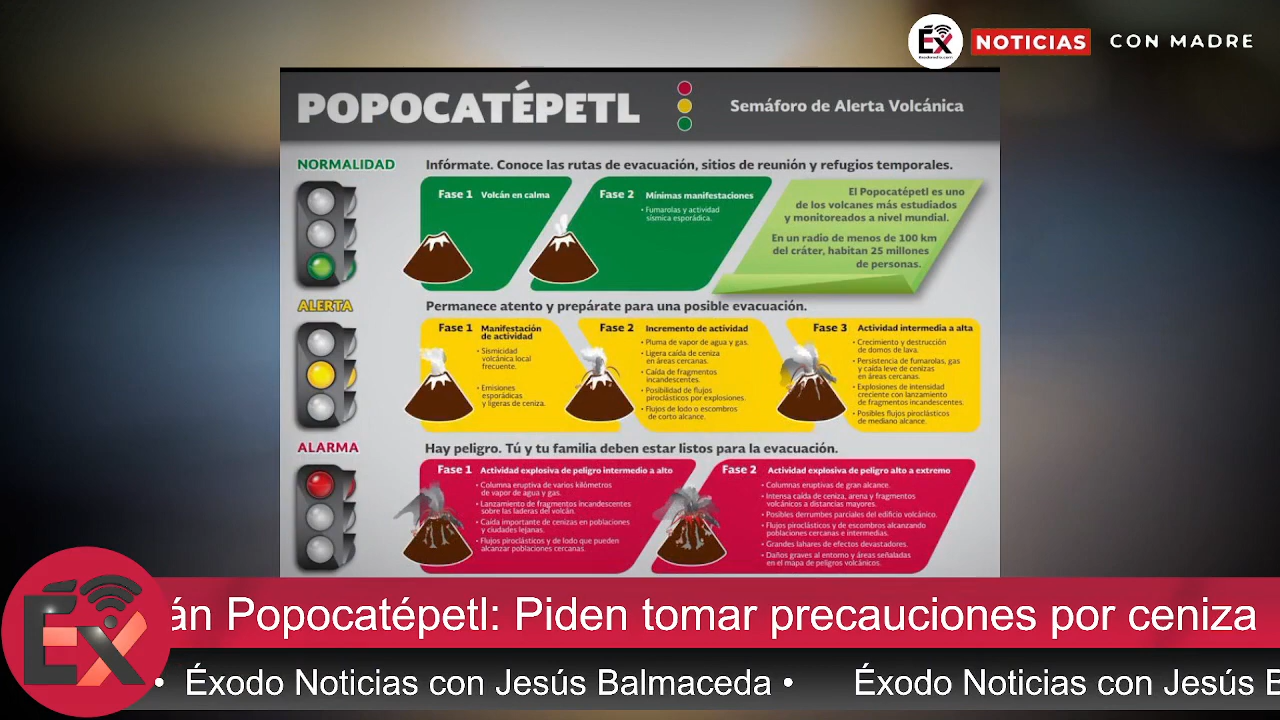 ÉX
Exodoradio.com
NOTICIAS CON MADRE
POPOCATÉPETL
Semáforo de Alerta Volcánica
NORMALIDAD
Infórmate. Conoce las rutas de evacuación, sitios de reunión y refugios temporales.
Fase 1 Volcán en calma
Fase 2 Mínimas manifestaciones
• Fumarolas y actividad
sísmica esporádica.
El Popocatépetl es uno
de los volcanes más estudiados
y monitoreados a nivel mundial.
En un radio de menos de 100 km
del cráter, habitan 25 millones
de personas.
ALERTA
Permanece atento y prepárate para una posible evacuación.
Fase 1 Manifestación
de actividad
• Sismicidad
volcánica local
frecuente.
• Emisiones
esporádicas
y ligeras de ceniza.
Fase 2 Incremento de actividad
• Pluma de vapor de agua y gas.
• Ligera caída de ceniza
en áreas cercanas.
• Caída de fragmentos
incandescentes.
• Posibilidad de flujos
piroclásticos por explosiones.
• Flujos de lodo o escombros
de corto alcance.
Fase 3 Actividad intermedia a alta
• Crecimiento y destrucción
de domos de lava.
• Persistencia de fumarolas, gas
y caída leve de cenizas
en áreas cercanas.
• Explosiones de intensidad
creciente con lanzamiento
de fragmentos incandescentes.
• Posibles flujos piroclásticos
de mediano alcance.
ALARMA
Hay peligro. Tú y tu familia deben estar listos para la evacuación.
Fase 1 Actividad explosiva de peligro intermedio a alto
• Columna eruptiva de varios kilómetros
de vapor de agua y gas.
• Lanzamiento de fragmentos incandescentes
sobre las laderas del volcán.
• Caída importante de cenizas en poblaciones
y ciudades lejanas.
• Flujos piroclásticos y de lodo que pueden
alcanzar poblaciones cercanas.
Fase 2 Actividad explosiva de peligro alto a extremo
• Columnas eruptivas de gran alcance.
• Intensa caída de ceniza, arena y fragmentos
volcánicos a distancias mayores.
• Posibles derrumbes parciales del edificio volcánico.
• Flujos piroclásticos y de escombros alcanzando
poblaciones cercanas e intermedias.
• Grandes lahares de efectos devastadores.
• Daños graves al entorno y áreas señaladas
en el mapa de peligros volcánicos.
ÉX
án Popocatépetl: Piden tomar precauciones por ceniza
• Éxodo Noticias con Jesús Balmaceda • Éxodo Noticias con Jesús B